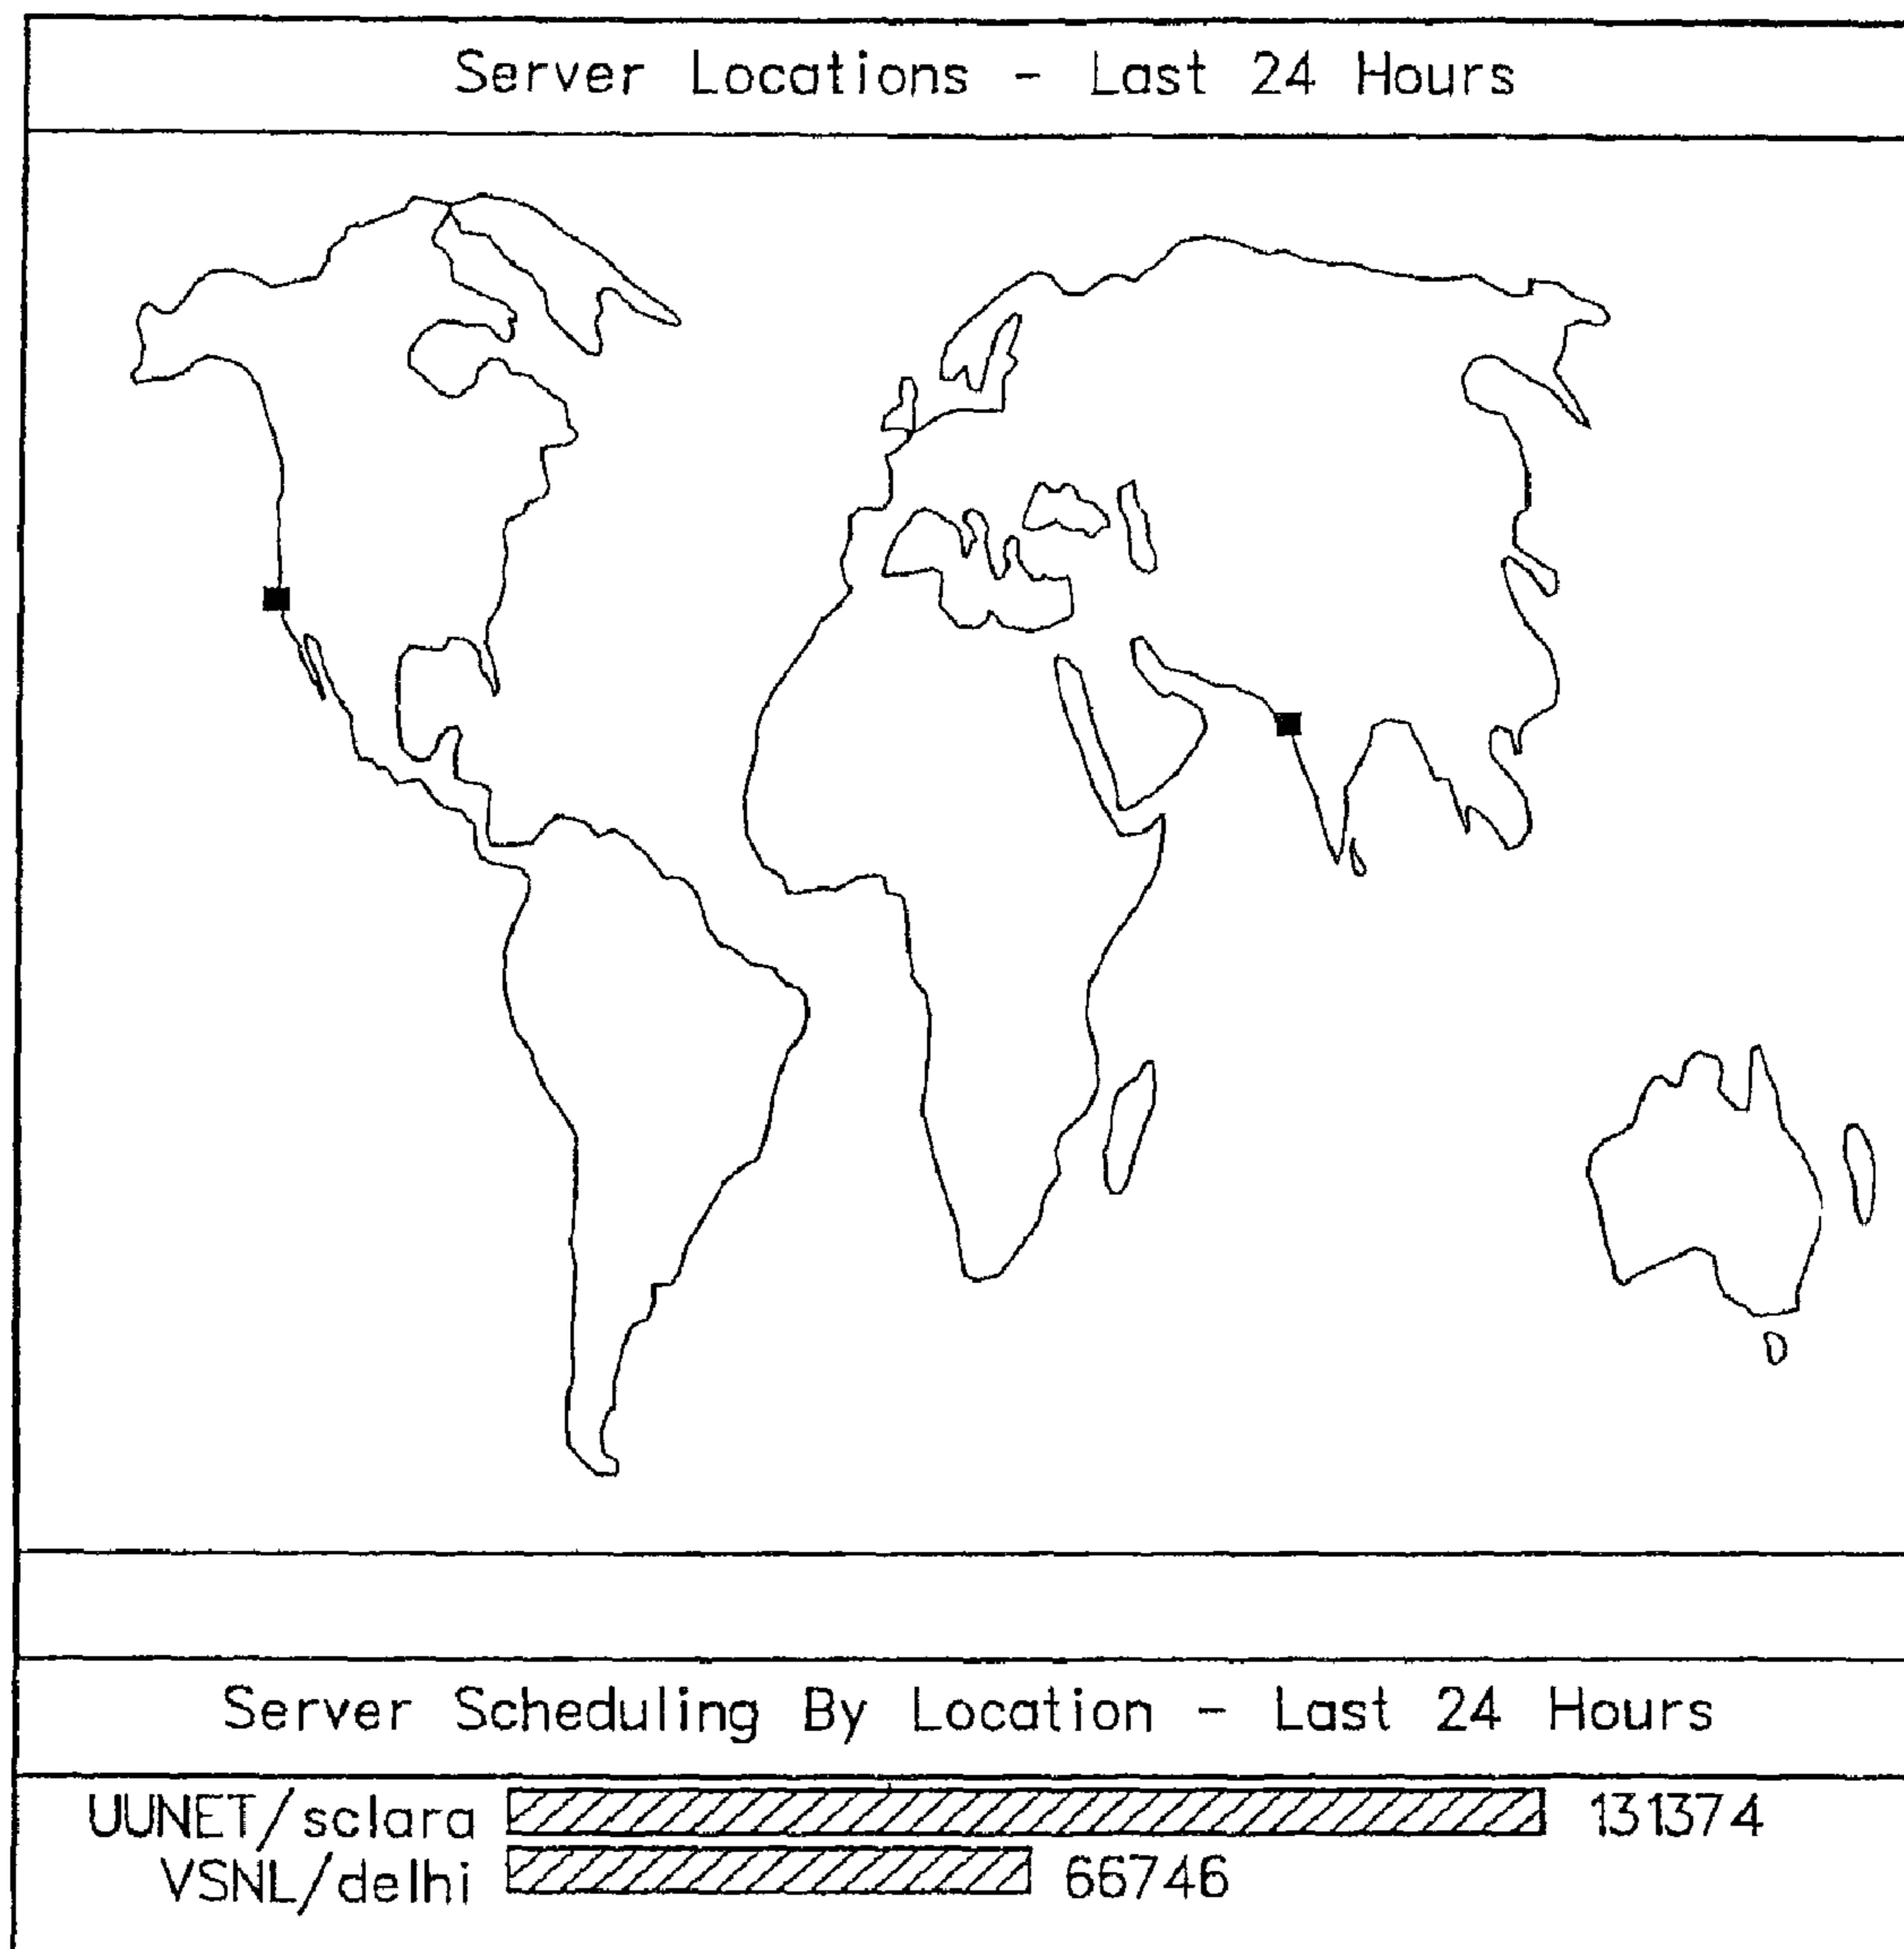 Server Locations - Last 24 Hours
Server Scheduling By Location - Last 24 Hours
UUNET/sclara 131374
VSNL/delhi 66746